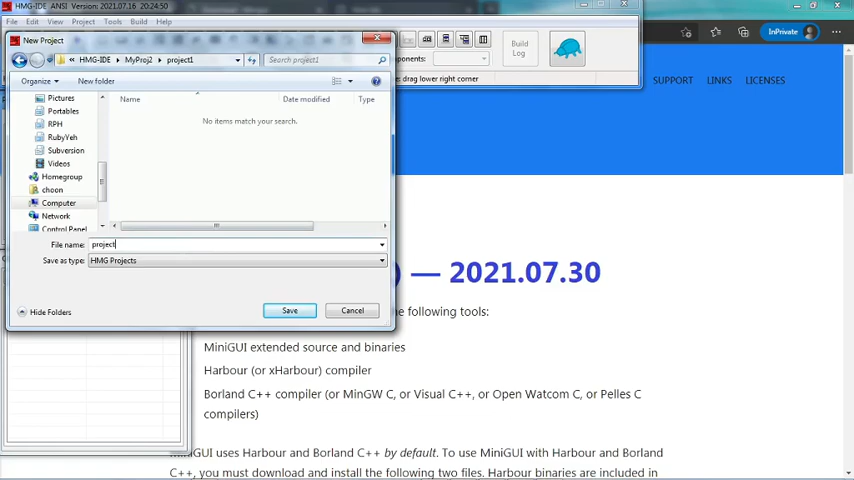 HMG-IDE ANSI Version: 2021.07.16 20:24:50
File Edit View Project Tools Build Help
New Project
« HMG-IDE MyProj2 project1
Search project1
Organize New folder
Name Date modified Type
No items match your search.
Pictures
Portables
RPH
RubyYeh
Subversion
Videos
Homegroup
choon
Computer
Network
Control Panel
File name: project
Save as type: HMG Projects
Hide Folders
Save Cancel
Build
Log
drag lower right corner
InPrivate
SUPPORT LINKS LICENSES
) — 2021.07.30
the following tools:
MiniGUI extended source and binaries
Harbour (or xHarbour) compiler
Borland C++ compiler (or MinGW C, or Visual C++, or Open Watcom C, or Pelles C
compilers)
MiniGUI uses Harbour and Borland C++ by default. To use MiniGUI with Harbour and Borland
C++, you must download and install the following two files. Harbour binaries are included in